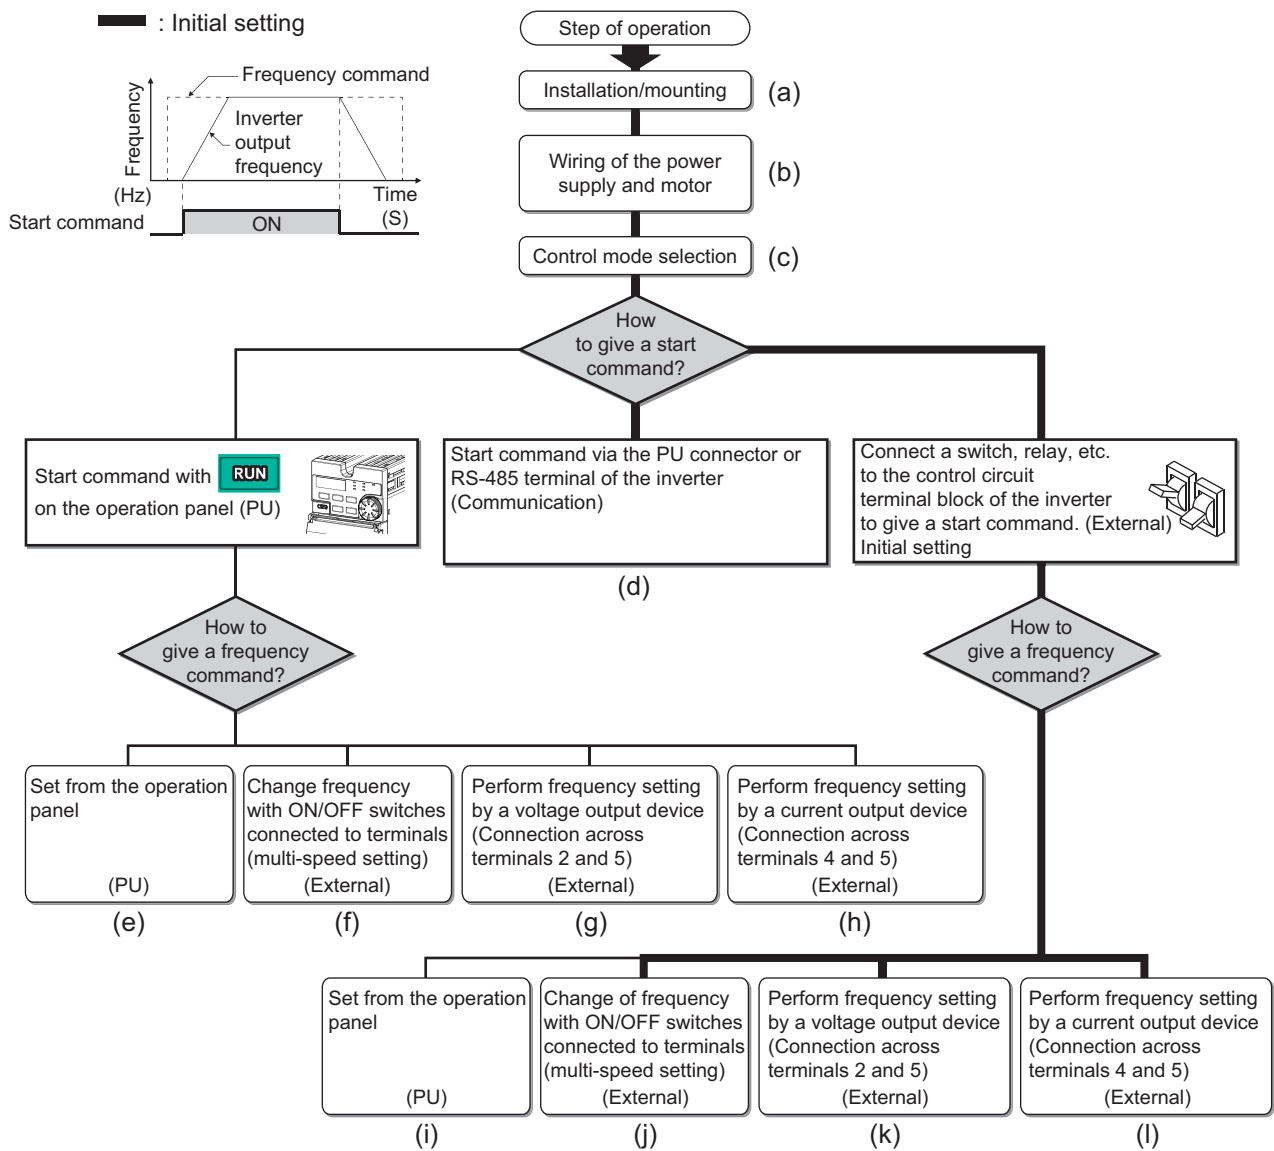 : Initial setting
Frequency command
Inverter
output
frequency
Frequency
(Hz)
Time
(S)
Start command
ON
Step of operation
Installation/mounting
(a)
Wiring of the power
supply and motor
(b)
Control mode selection
(c)
How
to give a start
command?
Start command with RUN
on the operation panel (PU)
Start command via the PU connector or
RS-485 terminal of the inverter
(Communication)
(d)
Connect a switch, relay, etc.
to the control circuit
terminal block of the inverter
to give a start command. (External)
Initial setting
How to
give a frequency
command?
How to
give a frequency
command?
Set from the operation
panel
(PU)
(e)
Change frequency
with ON/OFF switches
connected to terminals
(multi-speed setting)
(External)
(f)
Perform frequency setting
by a voltage output device
(Connection across
terminals 2 and 5)
(External)
(g)
Perform frequency setting
by a current output device
(Connection across
terminals 4 and 5)
(External)
(h)
Set from the operation
panel
(PU)
(i)
Change of frequency
with ON/OFF switches
connected to terminals
(multi-speed setting)
(External)
(j)
Perform frequency setting
by a voltage output device
(Connection across
terminals 2 and 5)
(External)
(k)
Perform frequency setting
by a current output device
(Connection across
terminals 4 and 5)
(External)
(l)